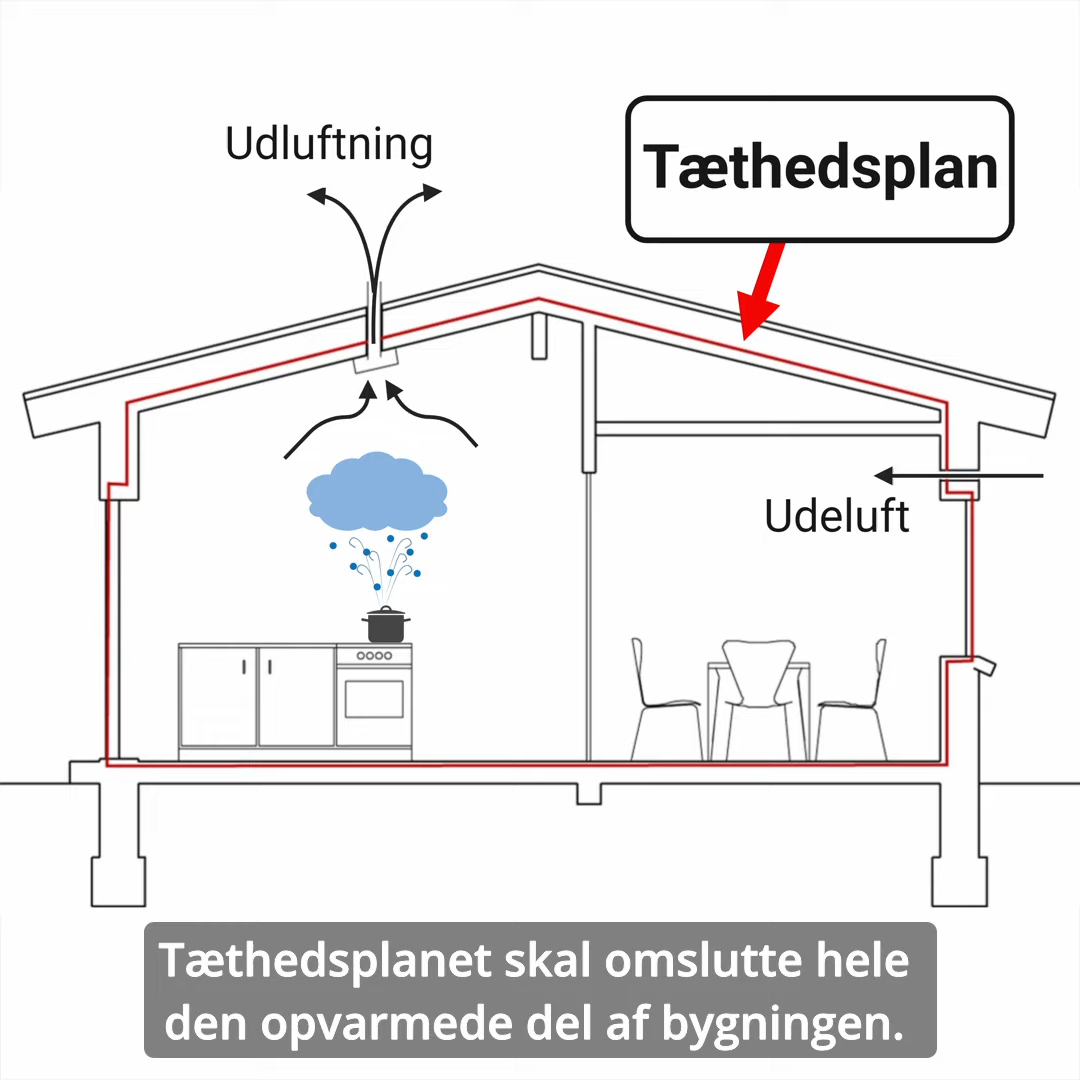 Udluftning
Tæthedsplan
Udeluft
Tæthedsplanet skal omslutte hele
den opvarmede del af bygningen.